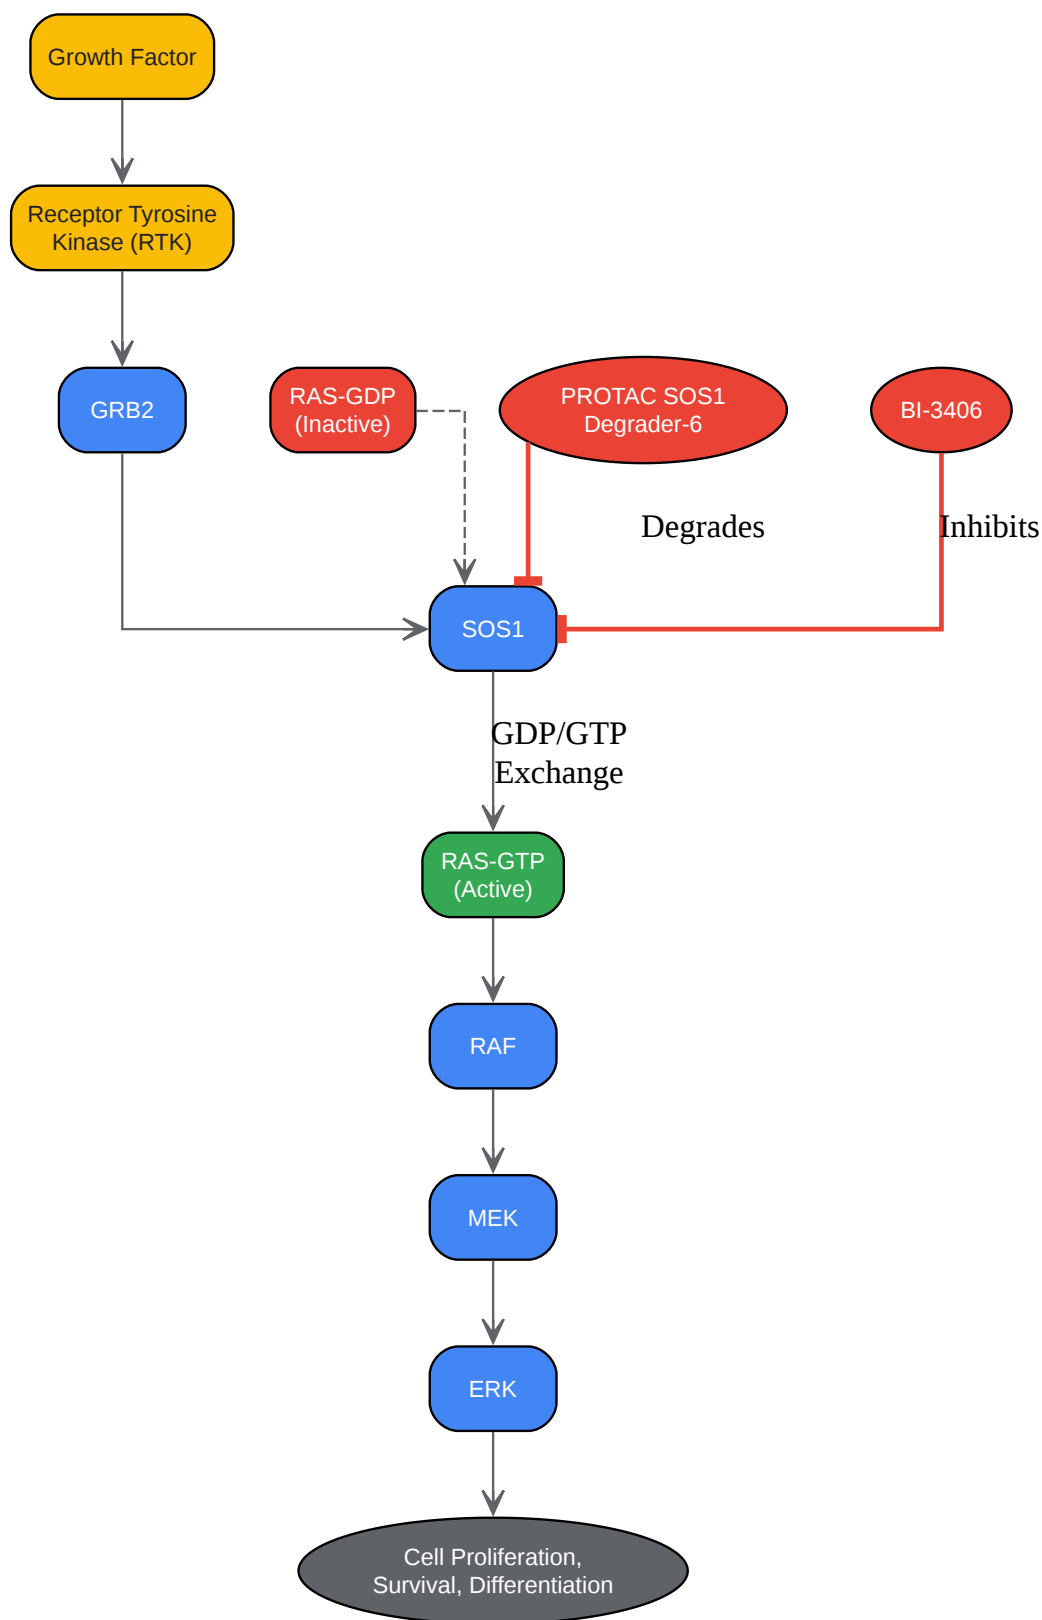 Growth Factor
Receptor Tyrosine
Kinase (RTK)
GRB2
RAS-GDP
(Inactive)
PROTAC SOS1
Degrader-6
BI-3406
Degrades
Inhibits
SOS1
GDP/GTP
Exchange
RAS-GTP
(Active)
RAF
MEK
ERK
Cell Proliferation,
Survival, Differentiation